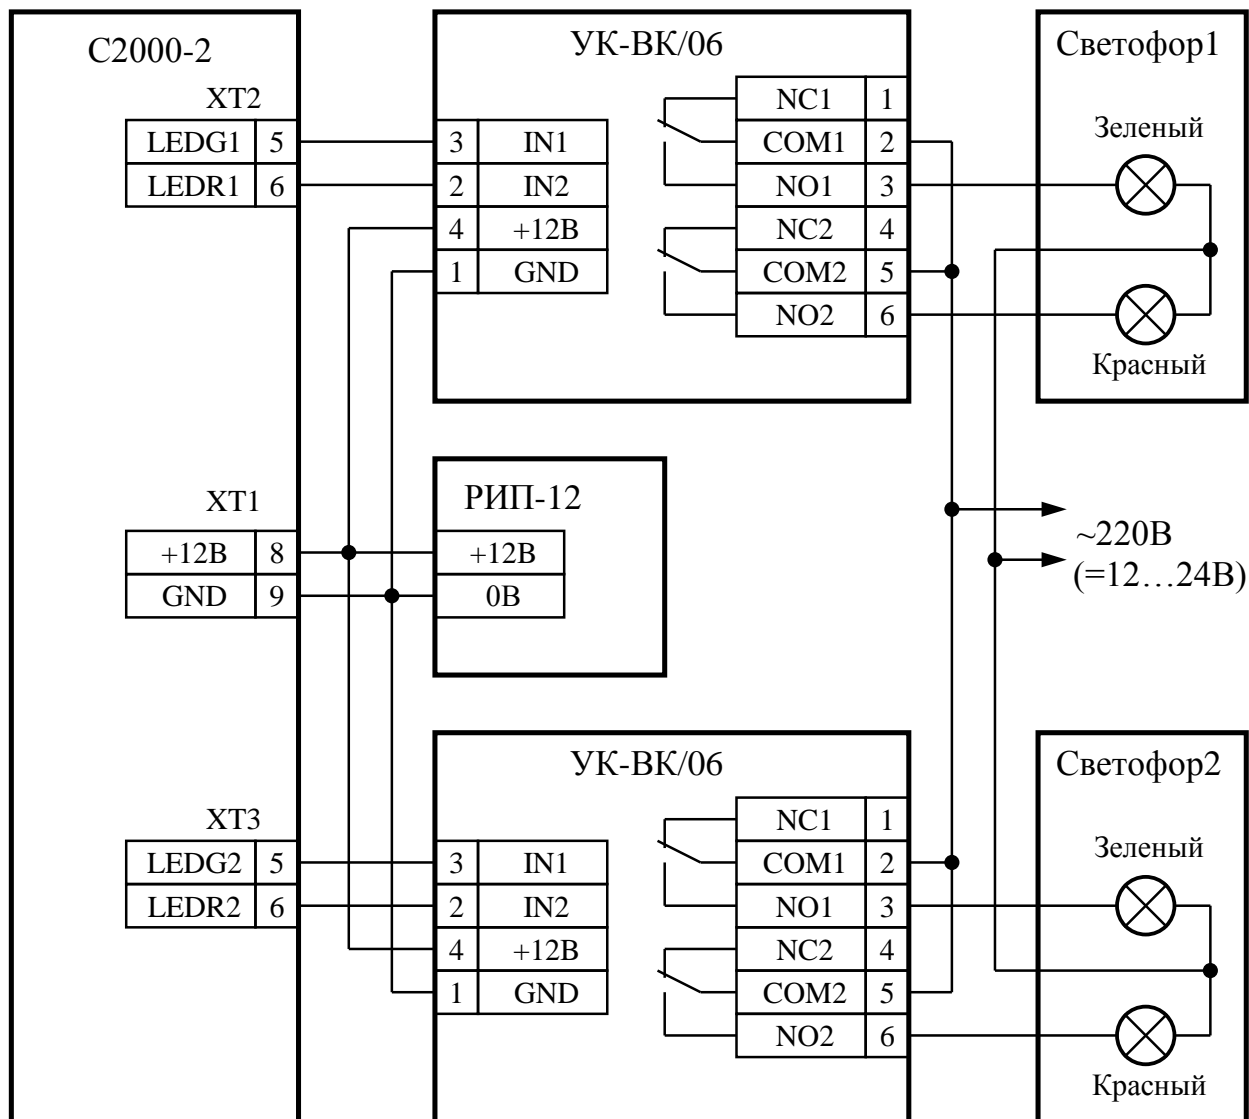 С2000-2
XT2
LEDG1 5
LEDR1 6
УК-ВК/06
3 IN1
2 IN2
4 +12В
1 GND
NC1 1
COM1 2
NO1 3
NC2 4
COM2 5
NO2 6
Светофор1
Зеленый
Красный
XT1
+12В 8
GND 9
РИП-12
+12В
0В
~220В
(=12…24В)
XT3
LEDG2 5
LEDR2 6
УК-ВК/06
3 IN1
2 IN2
4 +12В
1 GND
NC1 1
COM1 2
NO1 3
NC2 4
COM2 5
NO2 6
Светофор2
Зеленый
Красный